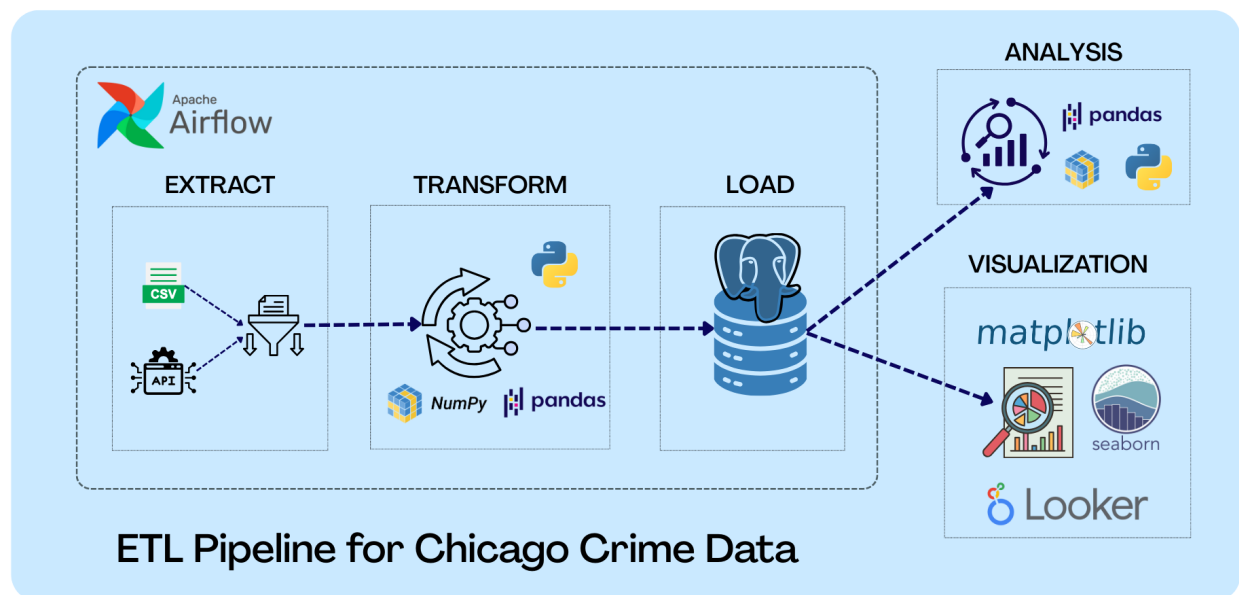 Apache
Airflow
EXTRACT
TRANSFORM
LOAD
CSV
API
NumPy
pandas
ANALYSIS
pandas
VISUALIZATION
matplotlib
seaborn
Looker
ETL Pipeline for Chicago Crime Data